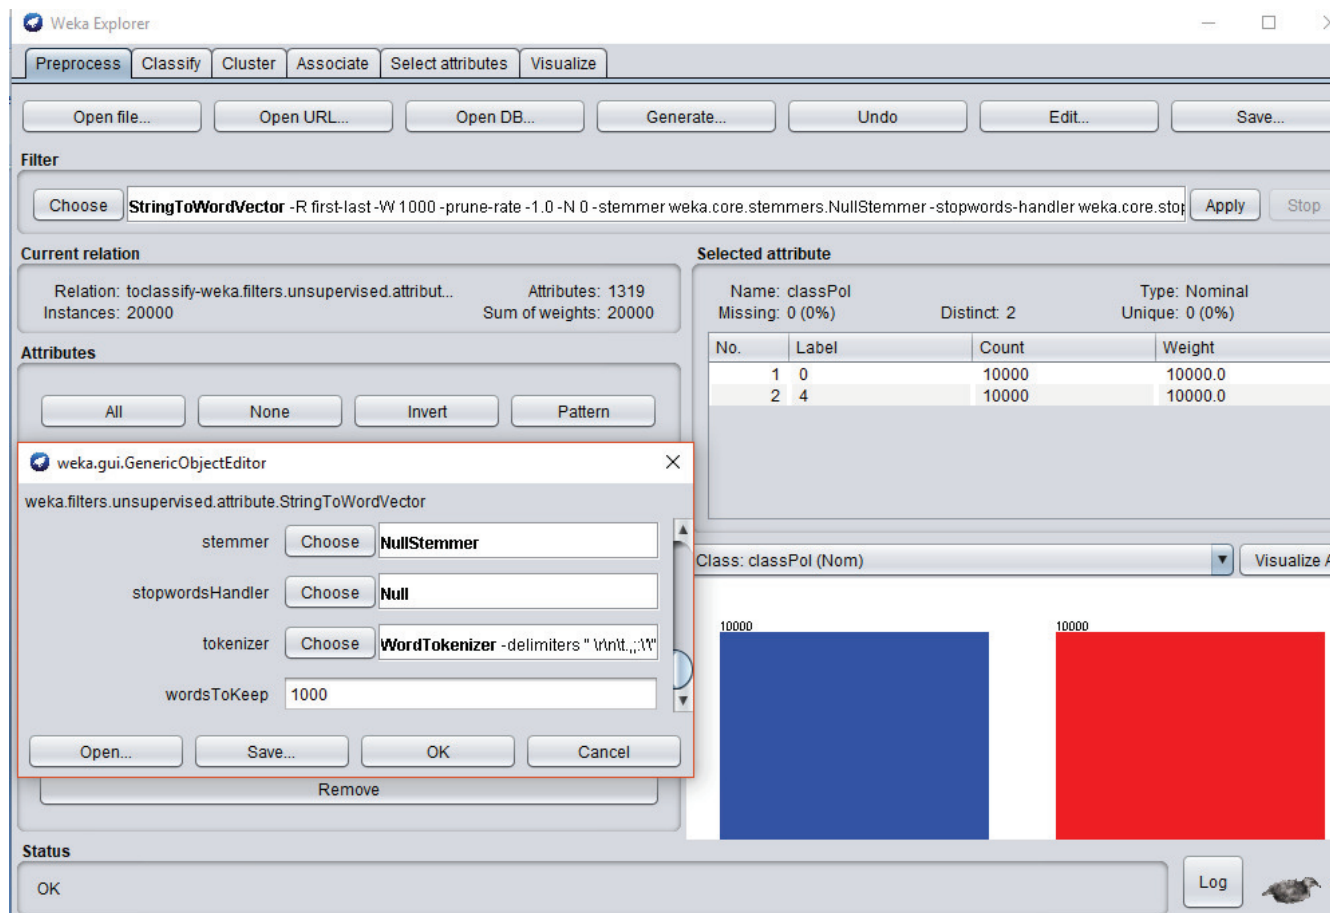 Weka Explorer
Preprocess Classify Cluster Associate Select attributes Visualize
Open file... Open URL... Open DB... Generate... Undo Edit... Save...
Filter
Choose StringToWordVector -R first-last -W 1000 -prune-rate -1.0 -N 0 -stemmer weka.core.stemmers.NullStemmer -stopwords-handler weka.core.stop Apply Stop
Current relation
Relation: toclassify-weka.filters.unsupervised.attribut... Attributes: 1319
Instances: 20000 Sum of weights: 20000
Attributes
All None Invert Pattern
Selected attribute
Name: classPol Type: Nominal
Missing: 0 (0%) Distinct: 2 Unique: 0 (0%)
No. Label Count Weight
1 0 10000 10000.0
2 4 10000 10000.0
weka.gui.GenericObjectEditor
weka.filters.unsupervised.attribute.StringToWordVector
stemmer Choose NullStemmer
stopwordsHandler Choose Null
tokenizer Choose WordTokenizer -delimiters " \r\n\t.,;:\'\"
wordsToKeep 1000
Open... Save... OK Cancel
Remove
Class: classPol (Nom) Visualize A
10000 10000
Status
OK
Log